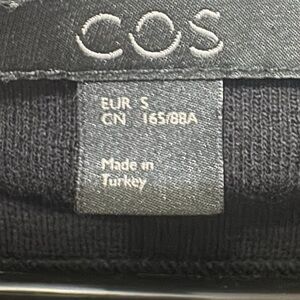 COS
EUR S
CN 165/88A
Made in
Turkey